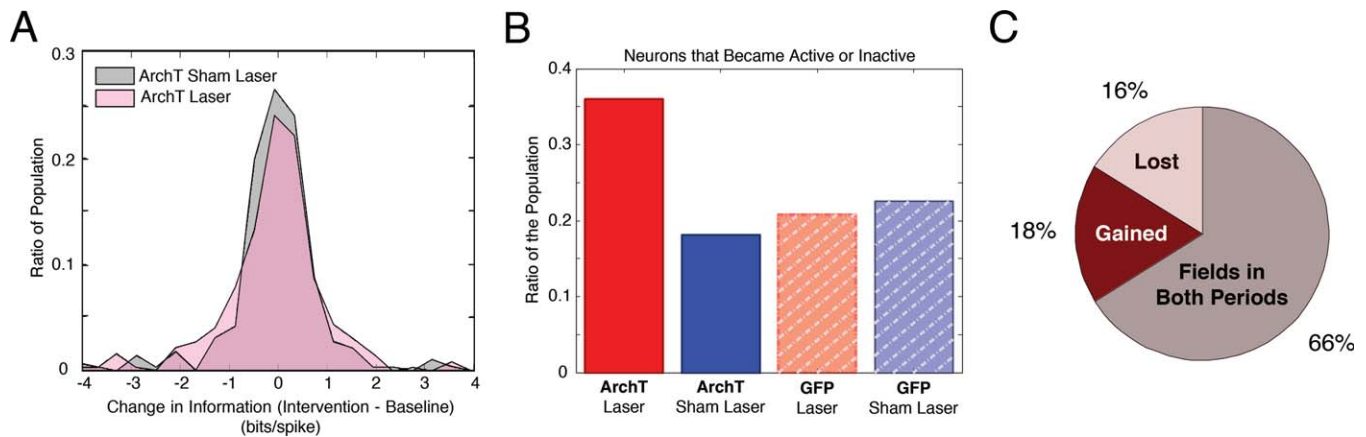 A
0.3
0.2
0.1
0
Ratio of Population
ArchT Sham Laser
ArchT Laser
-4 -3 -2 -1 0 1 2 3 4
Change in Information (Intervention - Baseline)
(bits/spike)
B
Neurons that Became Active or Inactive
0.4
0.3
0.2
0.1
0
Ratio of the Population
ArchT
Laser
ArchT
Sham Laser
GFP
Laser
GFP
Sham Laser
C
16%
Lost
18%
Gained
Fields in
Both Periods
66%